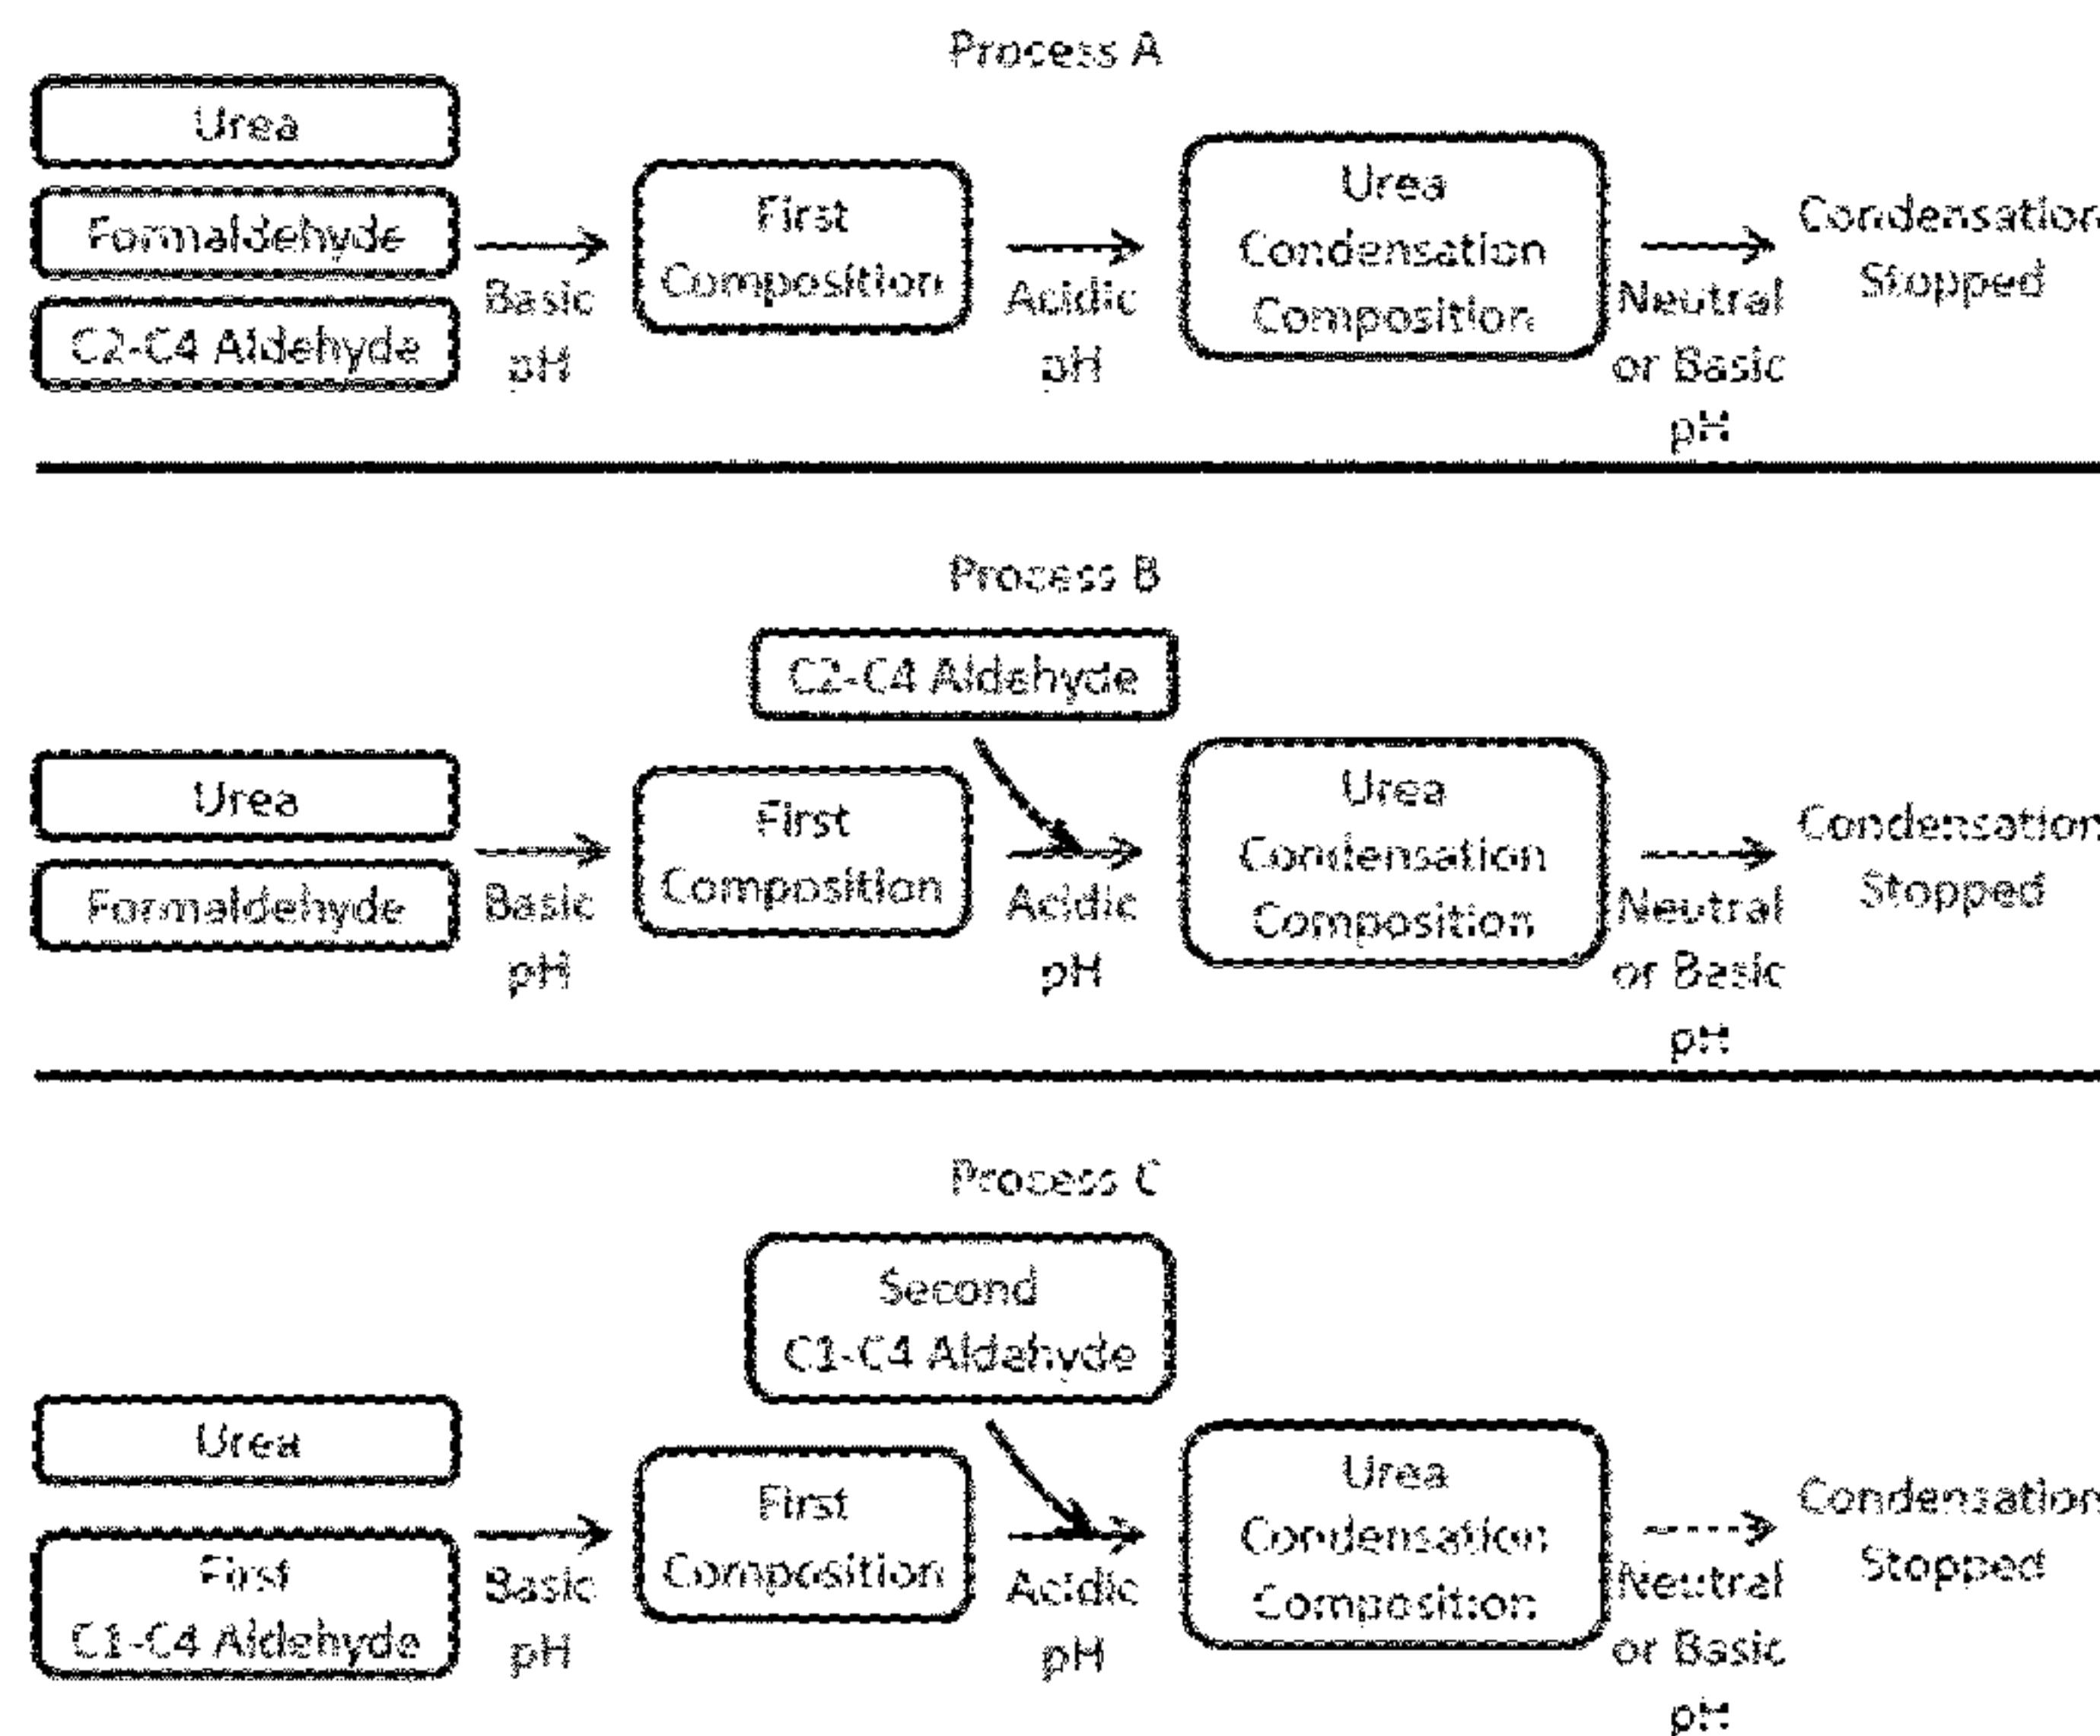 Process A
Urea
Formaldehyde
C2-C4 Aldehyde
Basic
pH
First
Composition
Acidic
pH
Urea
Condensation
Composition
Neutral
or Basic
pH
Condensation
Stopped
Process B
C2-C4 Aldehyde
Urea
Formaldehyde
Basic
pH
First
Composition
Acidic
pH
Urea
Condensation
Composition
Neutral
or Basic
pH
Condensation
Stopped
Process C
Second
C1-C4 Aldehyde
Urea
First
C1-C4 Aldehyde
Basic
pH
First
Composition
Acidic
pH
Urea
Condensation
Composition
Neutral
or Basic
pH
Condensation
Stopped